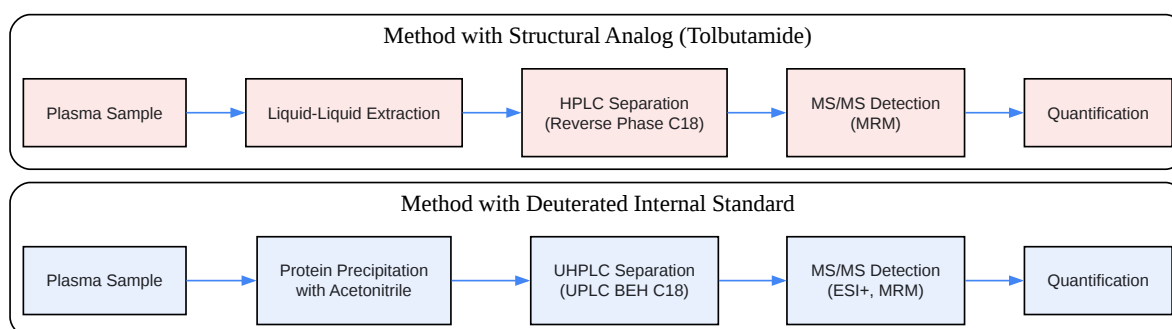 Method with Structural Analog (Tolbutamide)
Plasma Sample
Liquid-Liquid Extraction
HPLC Separation
(Reverse Phase C18)
MS/MS Detection
(MRM)
Quantification
Method with Deuterated Internal Standard
Plasma Sample
Protein Precipitation
with Acetonitrile
UHPLC Separation
(UPLC BEH C18)
MS/MS Detection
(ESI+, MRM)
Quantification